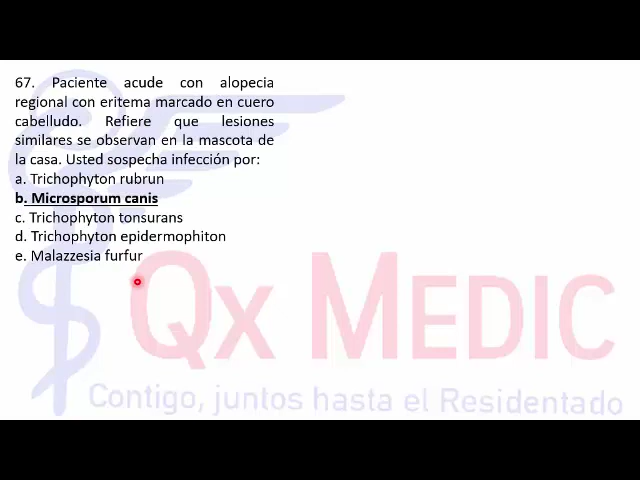 67. Paciente acude con alopecia
regional con eritema marcado en cuero
cabelludo. Refiere que lesiones
similares se observan en la mascota de
la casa. Usted sospecha infección por:
a. Trichophyton rubrun
b. Microsporum canis
c. Trichophyton tonsurans
d. Trichophyton epidermophiton
e. Malazzesia furfur
QX MEDIC
Contigo, juntos hasta el Residentado